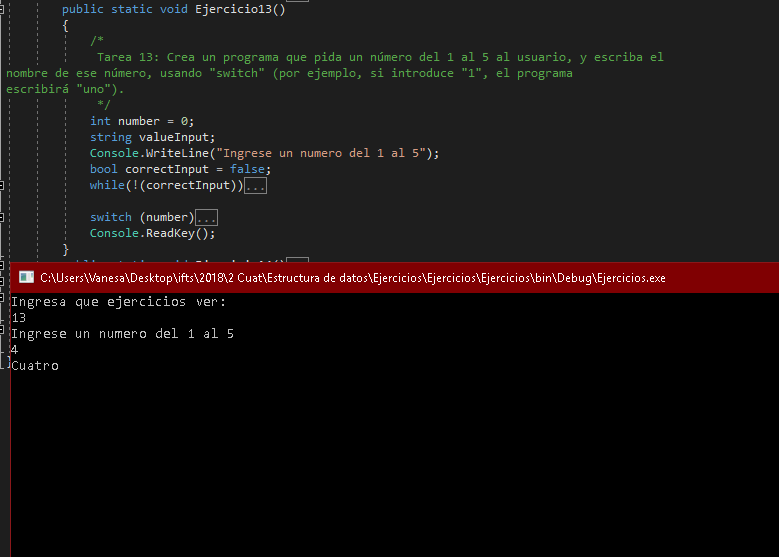 public static void Ejercicio13()
{
/*
Tarea 13: Crea un programa que pida un número del 1 al 5 al usuario, y escriba el
nombre de ese número, usando "switch" (por ejemplo, si introduce "1", el programa
escribirá "uno").
*/
int number = 0;
string valueInput;
Console.WriteLine("Ingrese un numero del 1 al 5");
bool correctInput = false;
while(!(correctInput))...
switch (number)...
Console.ReadKey();
}
C:\Users\Vanesa\Desktop\ifts\2018\2 Cuat\Estructura de datos\Ejercicios\Ejercicios\Ejercicios\bin\Debug\Ejercicios.exe
Ingresa que ejercicios ver:
13
Ingrese un numero del 1 al 5
4
Cuatro